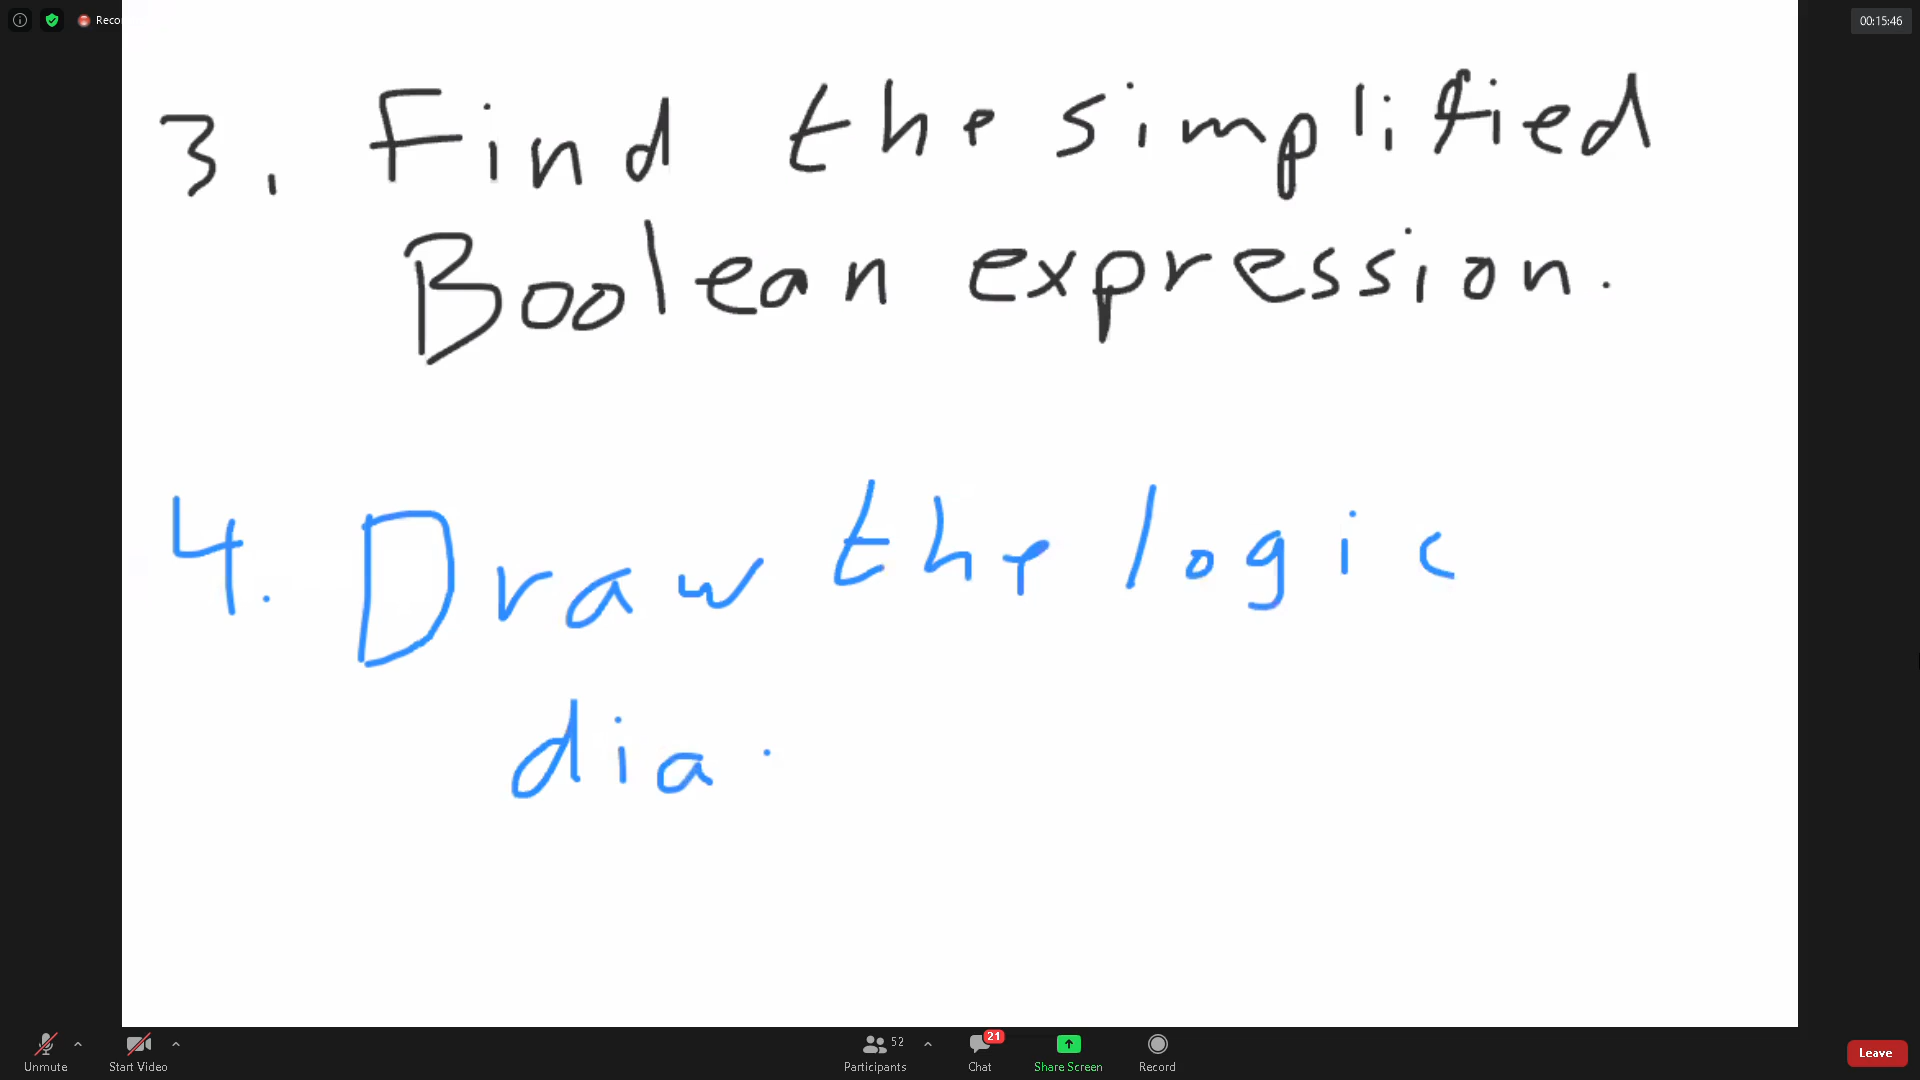 Reco
00:15:46
3. Find the simplified
Boolean expression.
4. Draw the logic
dia
Unmute
Start Video
52
Participants
21
Chat
Share Screen
Record
Leave